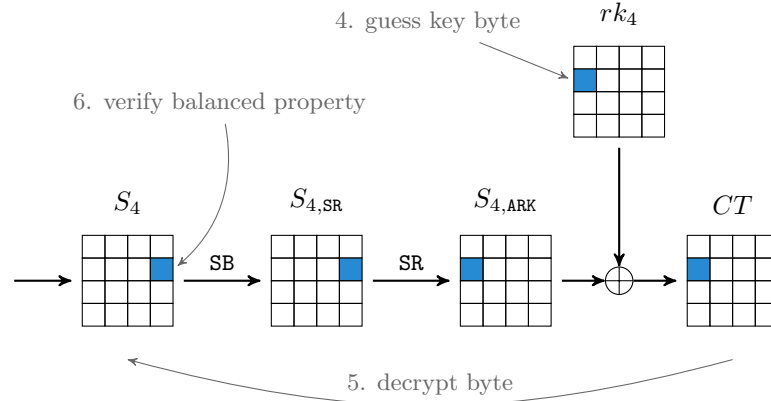 4. guess key byte
rk4
6. verify balanced property
S4
S4,SR
S4,ARK
CT
SB
SR
5. decrypt byte